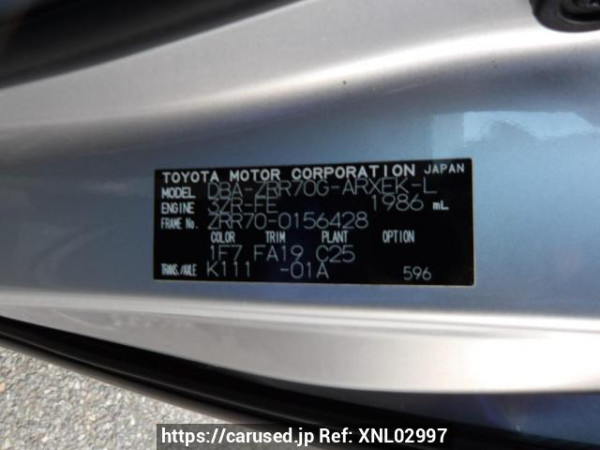 TOYOTA MOTOR CORPORATION JAPAN
MODEL DBA-ZRR70G-ARXEK-L
ENGINE 3ZR-FE 1986 mL
FRAME No. ZRR70-0156428
COLOR TRIM PLANT OPTION
1F7 FA19 C25
TRANS./AXLE K111 -01A 596
https://carused.jp Ref: XNL02997